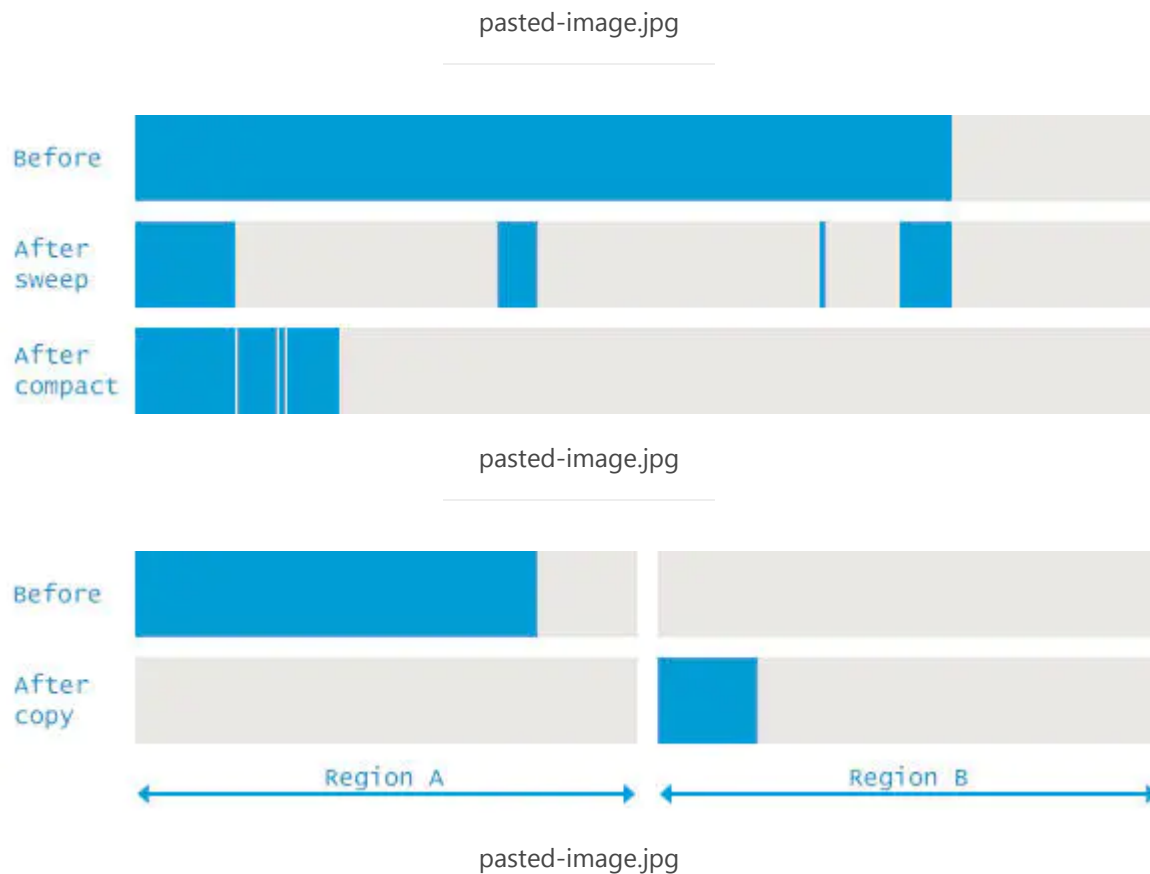 pasted-image.jpg
Before
After
sweep
After
compact
pasted-image.jpg
Before
After
copy
Region A
Region B
pasted-image.jpg